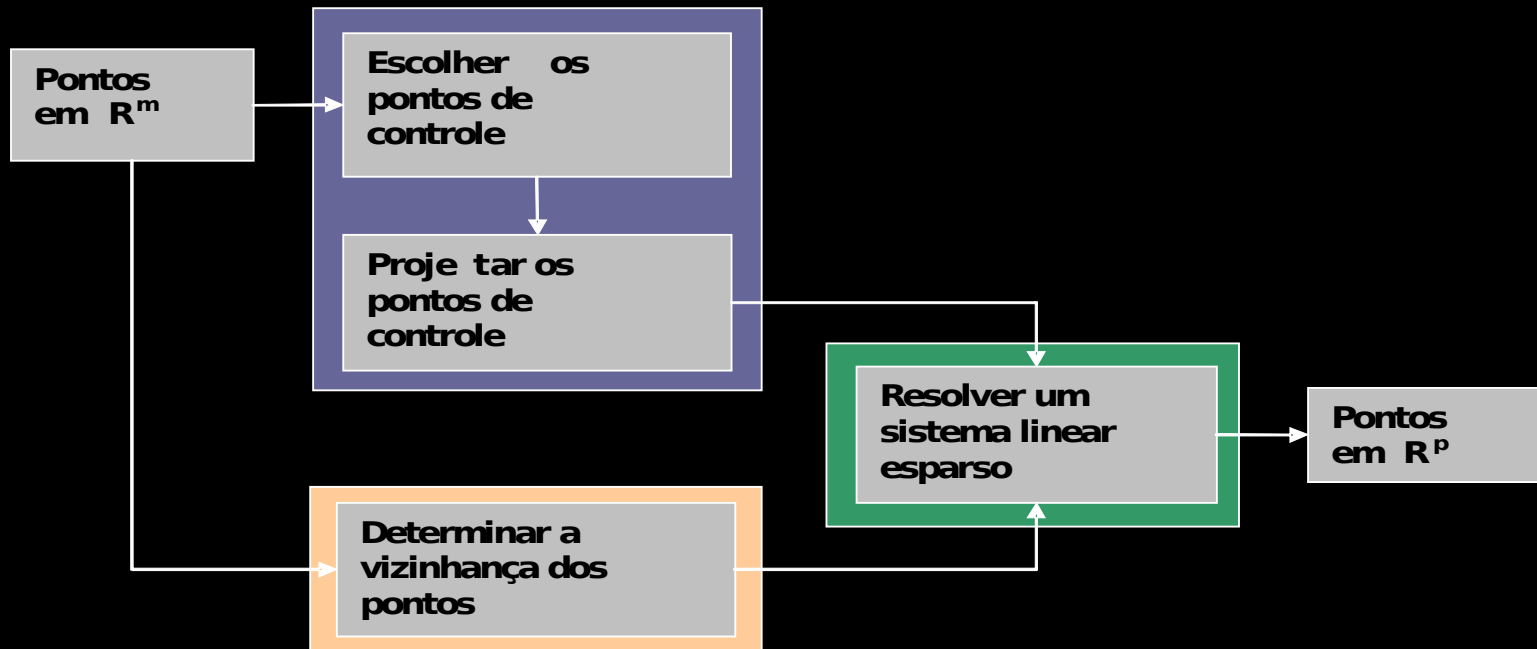 Pontos
em R^m
Escolher os
pontos de
controle
Proje tar os
pontos de
controle
Resolver um
sistema linear
esparso
Pontos
em R^p
Determinar a
vizinhança dos
pontos